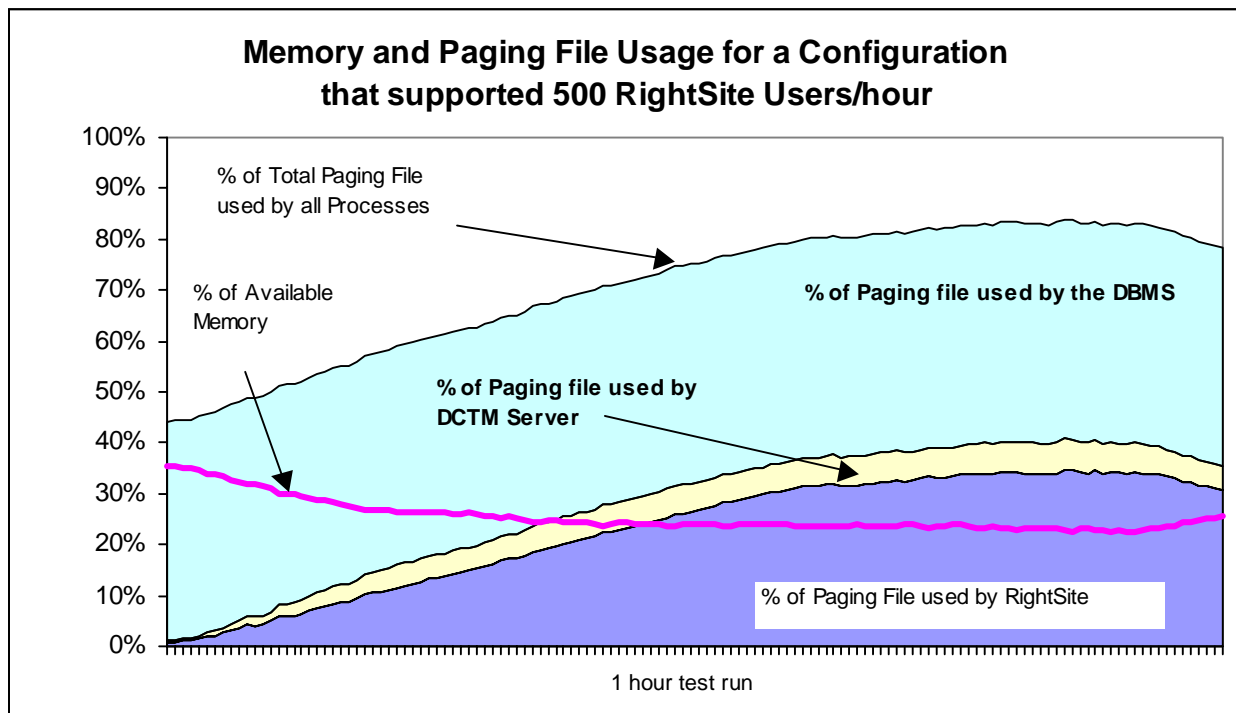 Memory and Paging File Usage for a Configuration
that supported 500 RightSite Users/hour
100%
90%
80%
70%
60%
50%
40%
30%
20%
10%
0%
% of Total Paging File
used by all Processes
% of Available
Memory
% of Paging file used by the DBMS
% of Paging file used by
DCTM Server
% of Paging File used by RightSite
1 hour test run